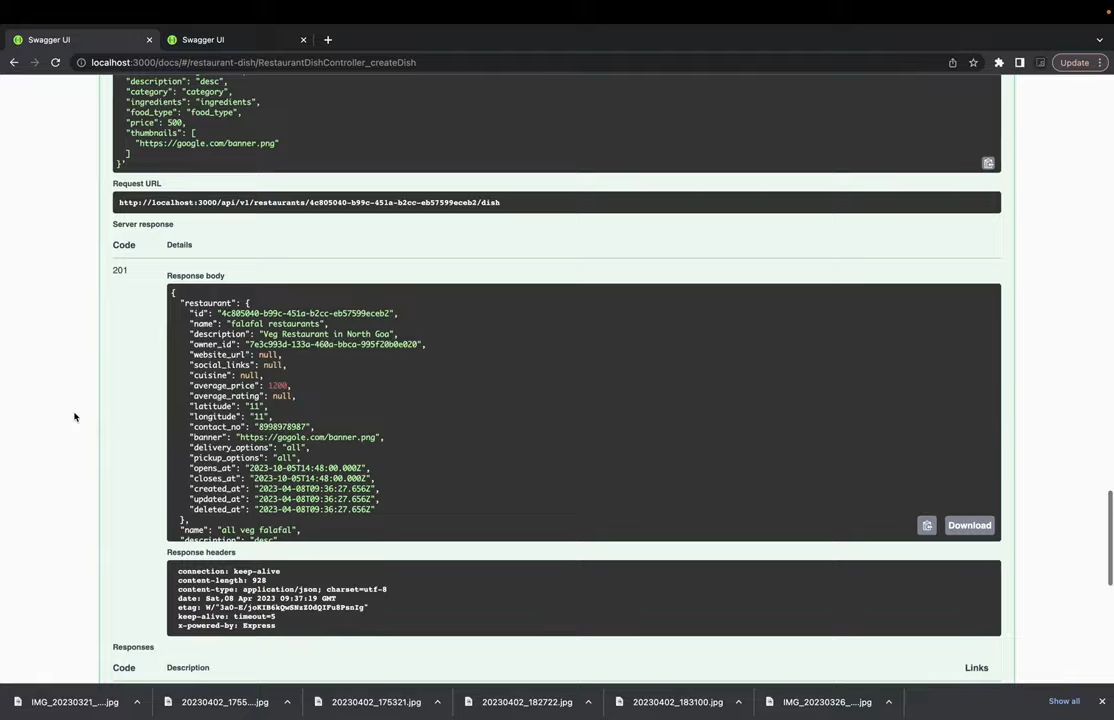 Swagger UI
Swagger UI
localhost:3000/docs/#/restaurant-dish/RestaurantDishController_createDish
Update
"description": "desc",
"category": "category",
"ingredients": "ingredients",
"food_type": "food_type",
"price": 500,
"thumbnails": [
"https://google.com/banner.png"
]
}'
Request URL
http://localhost:3000/api/v1/restaurants/4c805040-b99c-451a-b2cc-eb57599eceb2/dish
Server response
Code Details
201
Response body
{
"restaurant": {
"id": "4c805040-b99c-451a-b2cc-eb57599eceb2",
"name": "falafal restaurants",
"description": "Veg Restaurant in North Goa",
"owner_id": "7e3c993d-133a-460a-bbca-995f20b0e020",
"website_url": null,
"social_links": null,
"cuisine": null,
"average_price": 1200,
"average_rating": null,
"latitude": "11",
"longitude": "11",
"contact_no": "8998978987",
"banner": "https://gogole.com/banner.png",
"delivery_options": "all",
"pickup_options": "all",
"opens_at": "2023-10-05T14:48:00.000Z",
"closes_at": "2023-10-05T14:48:00.000Z",
"created_at": "2023-04-08T09:36:27.656Z",
"updated_at": "2023-04-08T09:36:27.656Z",
"deleted_at": "2023-04-08T09:36:27.656Z"
},
"name": "all veg falafal",
"description": "desc",
Download
Response headers
connection: keep-alive
content-length: 928
content-type: application/json; charset=utf-8
date: Sat,08 Apr 2023 09:37:19 GMT
etag: W/"3a0-E/joKIB6kQwSNzZ0dQIFu8PsnIg"
keep-alive: timeout=5
x-powered-by: Express
Responses
Code Description Links
IMG_20230321_....jpg
20230402_1755....jpg
20230402_175321.jpg
20230402_182722.jpg
20230402_183100.jpg
IMG_20230326_....jpg
Show all